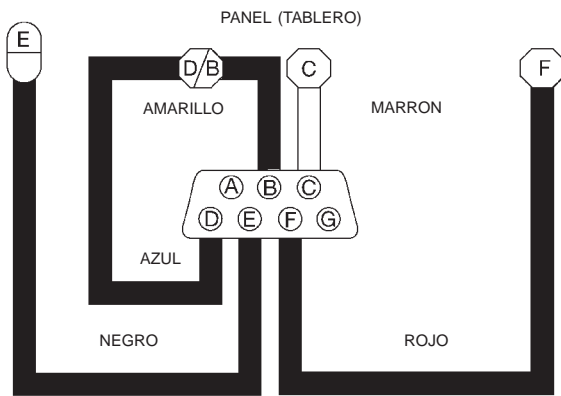 PANEL (TABLERO)
E
D/B
C
F
AMARILLO
MARRON
A B C
D E F G
AZUL
NEGRO
ROJO